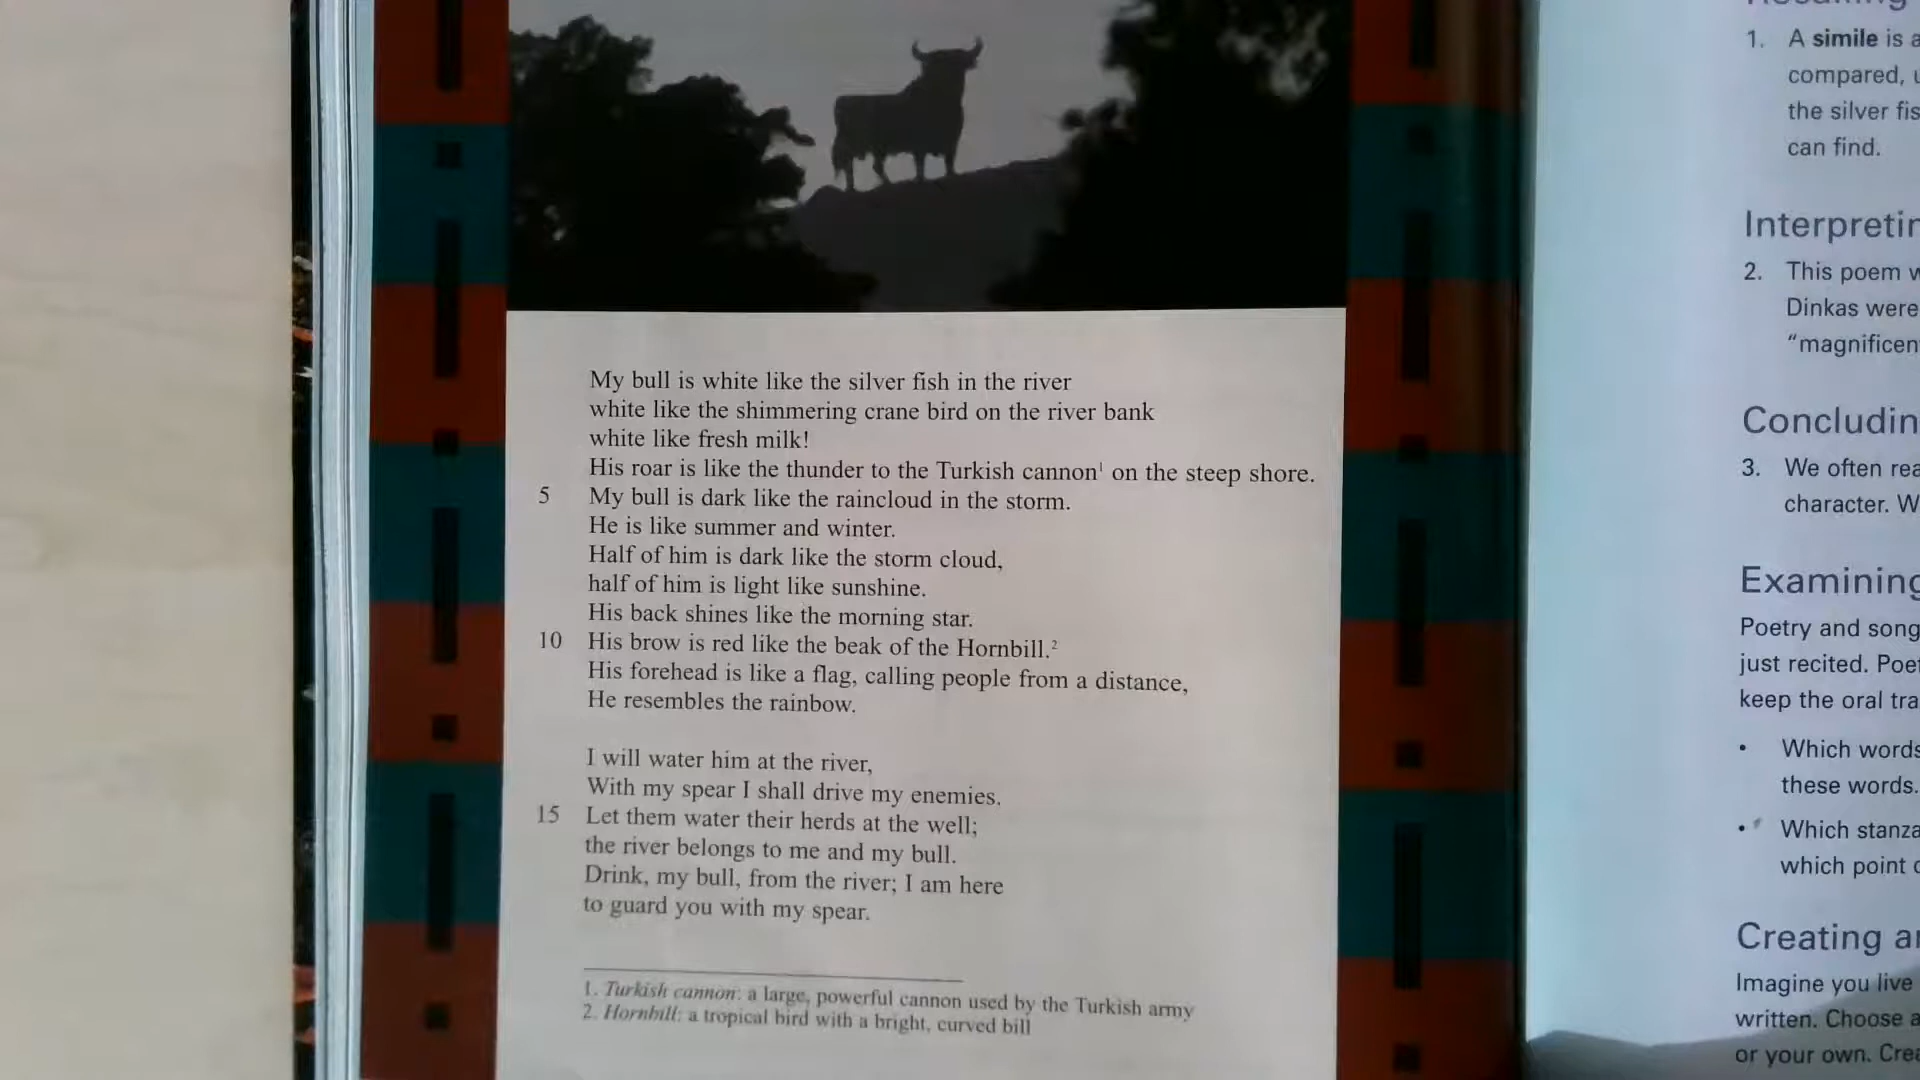 My bull is white like the silver fish in the river
white like the shimmering crane bird on the river bank
white like fresh milk!
His roar is like the thunder to the Turkish cannon¹ on the steep shore.
5 My bull is dark like the raincloud in the storm.
He is like summer and winter.
Half of him is dark like the storm cloud,
half of him is light like sunshine.
His back shines like the morning star.
10 His brow is red like the beak of the Hornbill.²
His forehead is like a flag, calling people from a distance,
He resembles the rainbow.
I will water him at the river,
With my spear I shall drive my enemies.
15 Let them water their herds at the well;
the river belongs to me and my bull.
Drink, my bull, from the river; I am here
to guard you with my spear.
1. Turkish cannon: a large, powerful cannon used by the Turkish army
2. Hornbill: a tropical bird with a bright, curved bill
1. A simile is a
compared, u
the silver fis
can find.
Interpretin
2. This poem w
Dinkas were
“magnificen
Concludin
3. We often rea
character. W
Examining
Poetry and song
just recited. Poet
keep the oral tra
• Which words
these words.
• Which stanza
which point o
Creating an
Imagine you live
written. Choose a
or your own. Crea